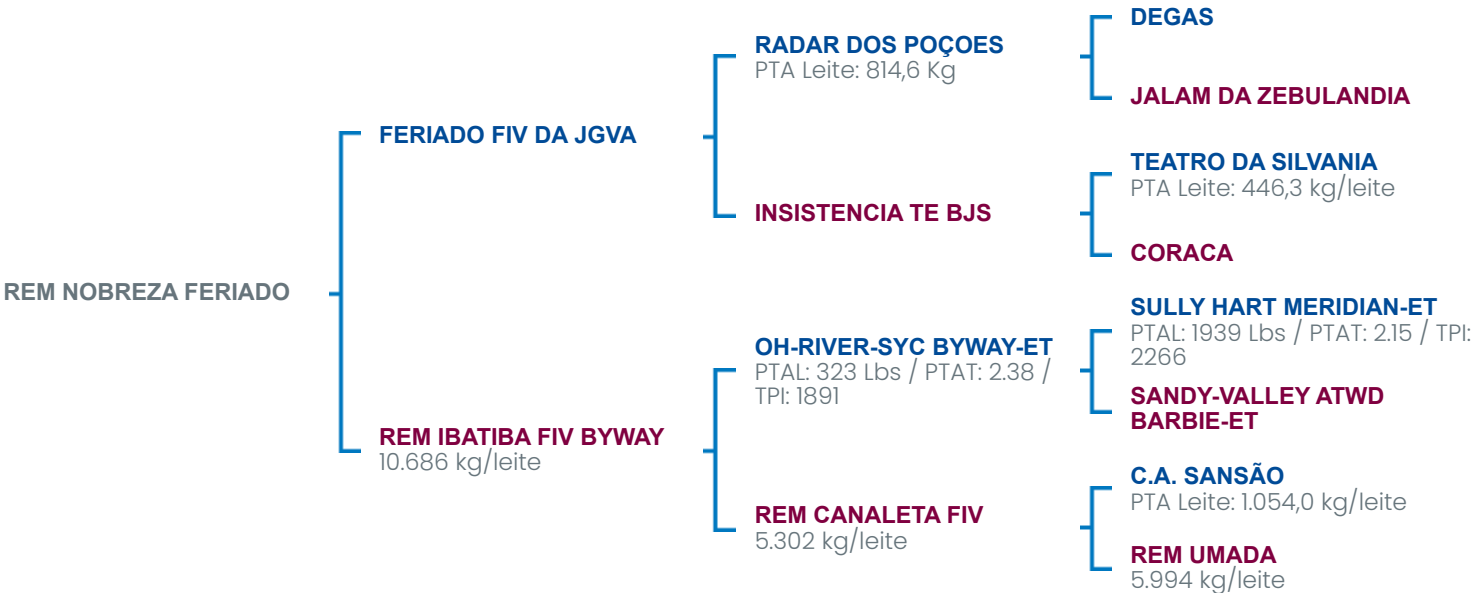 DEGAS
RADAR DOS POÇOES
PTA Leite: 814,6 Kg
JALAM DA ZEBULANDIA
FERIADO FIV DA JGVA
TEATRO DA SILVANIA
PTA Leite: 446,3 kg/leite
INSISTENCIA TE BJS
CORACA
REM NOBREZA FERIADO
SULLY HART MERIDIAN-ET
PTAL: 1939 Lbs / PTAT: 2.15 / TPI:
2266
OH-RIVER-SYC BYWAY-ET
PTAL: 323 Lbs / PTAT: 2.38 /
TPI: 1891
SANDY-VALLEY ATWD
BARBIE-ET
REM IBATIBA FIV BYWAY
10.686 kg/leite
C.A. SANSÃO
PTA Leite: 1.054,0 kg/leite
REM CANALETA FIV
5.302 kg/leite
REM UMADA
5.994 kg/leite